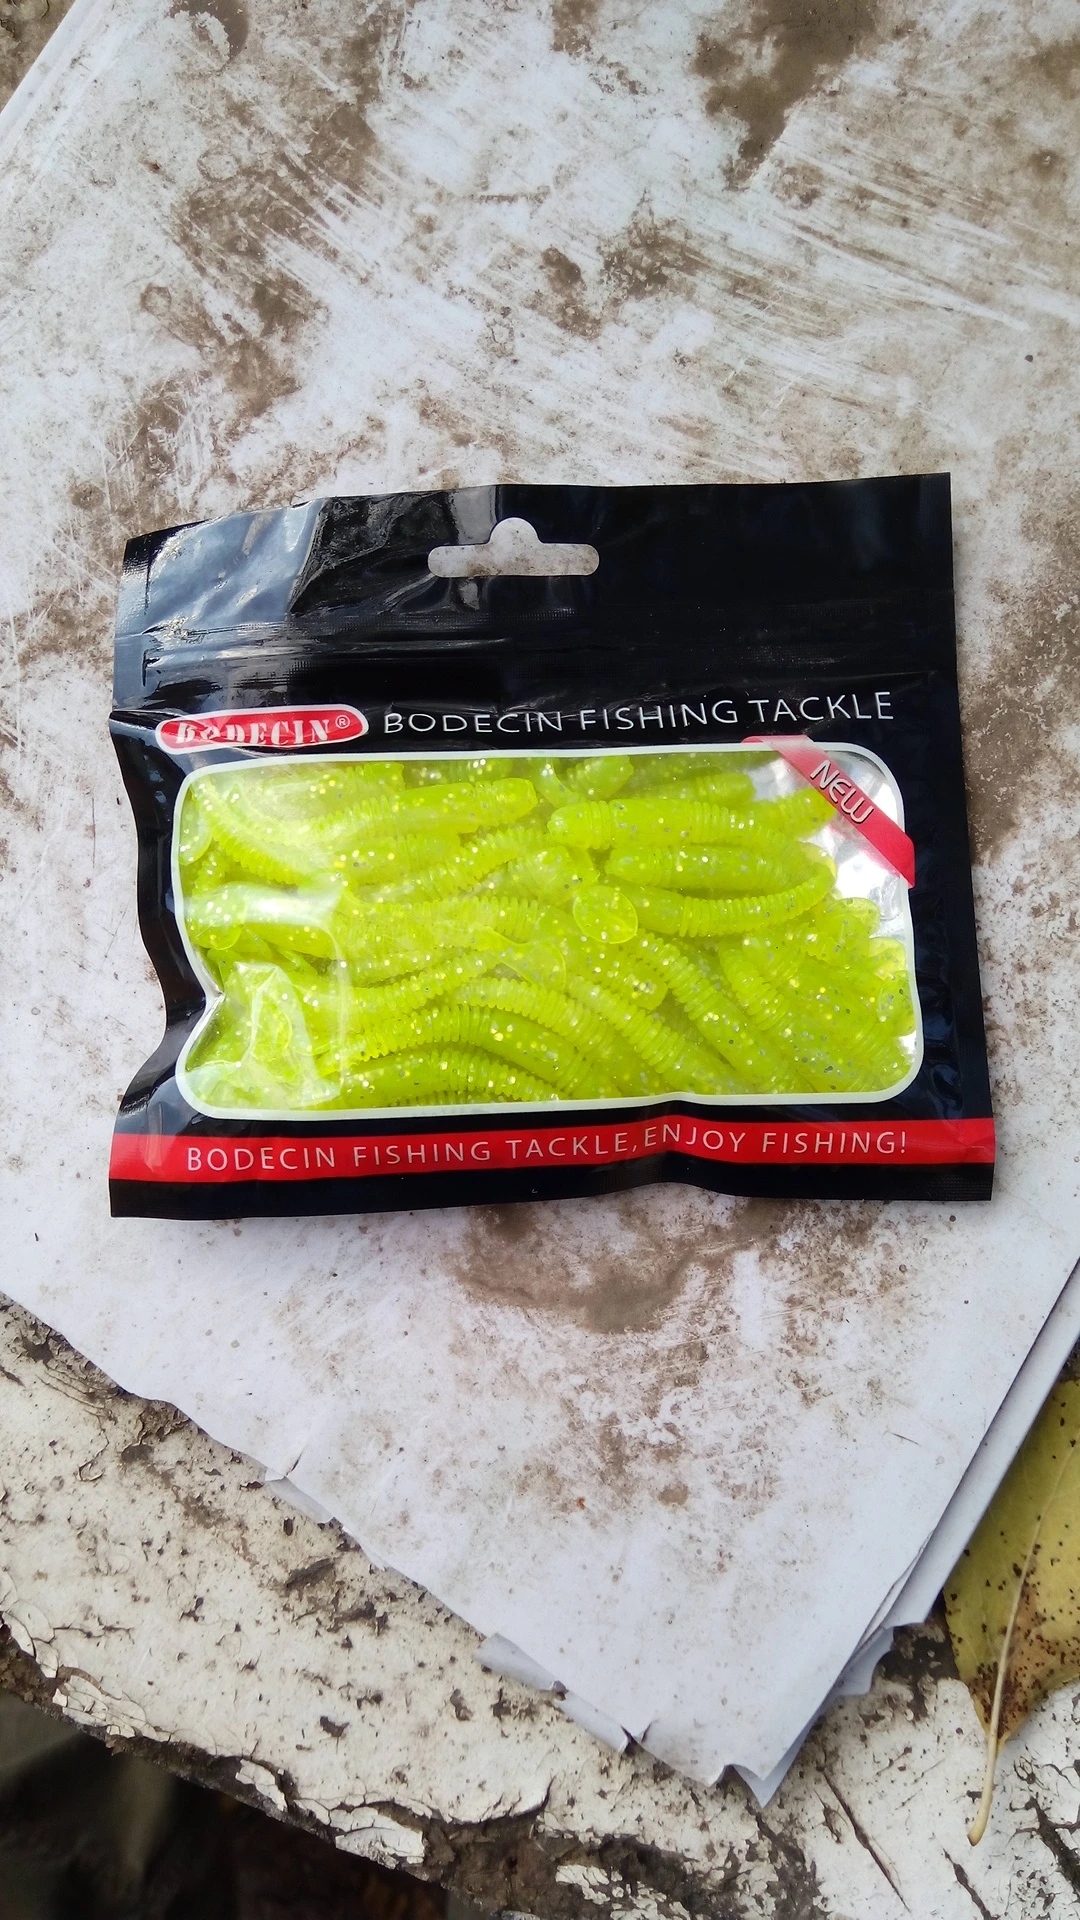 BODECIN®
BODECIN FISHING TACKLE
NEW
BODECIN FISHING TACKLE, ENJOY FISHING!